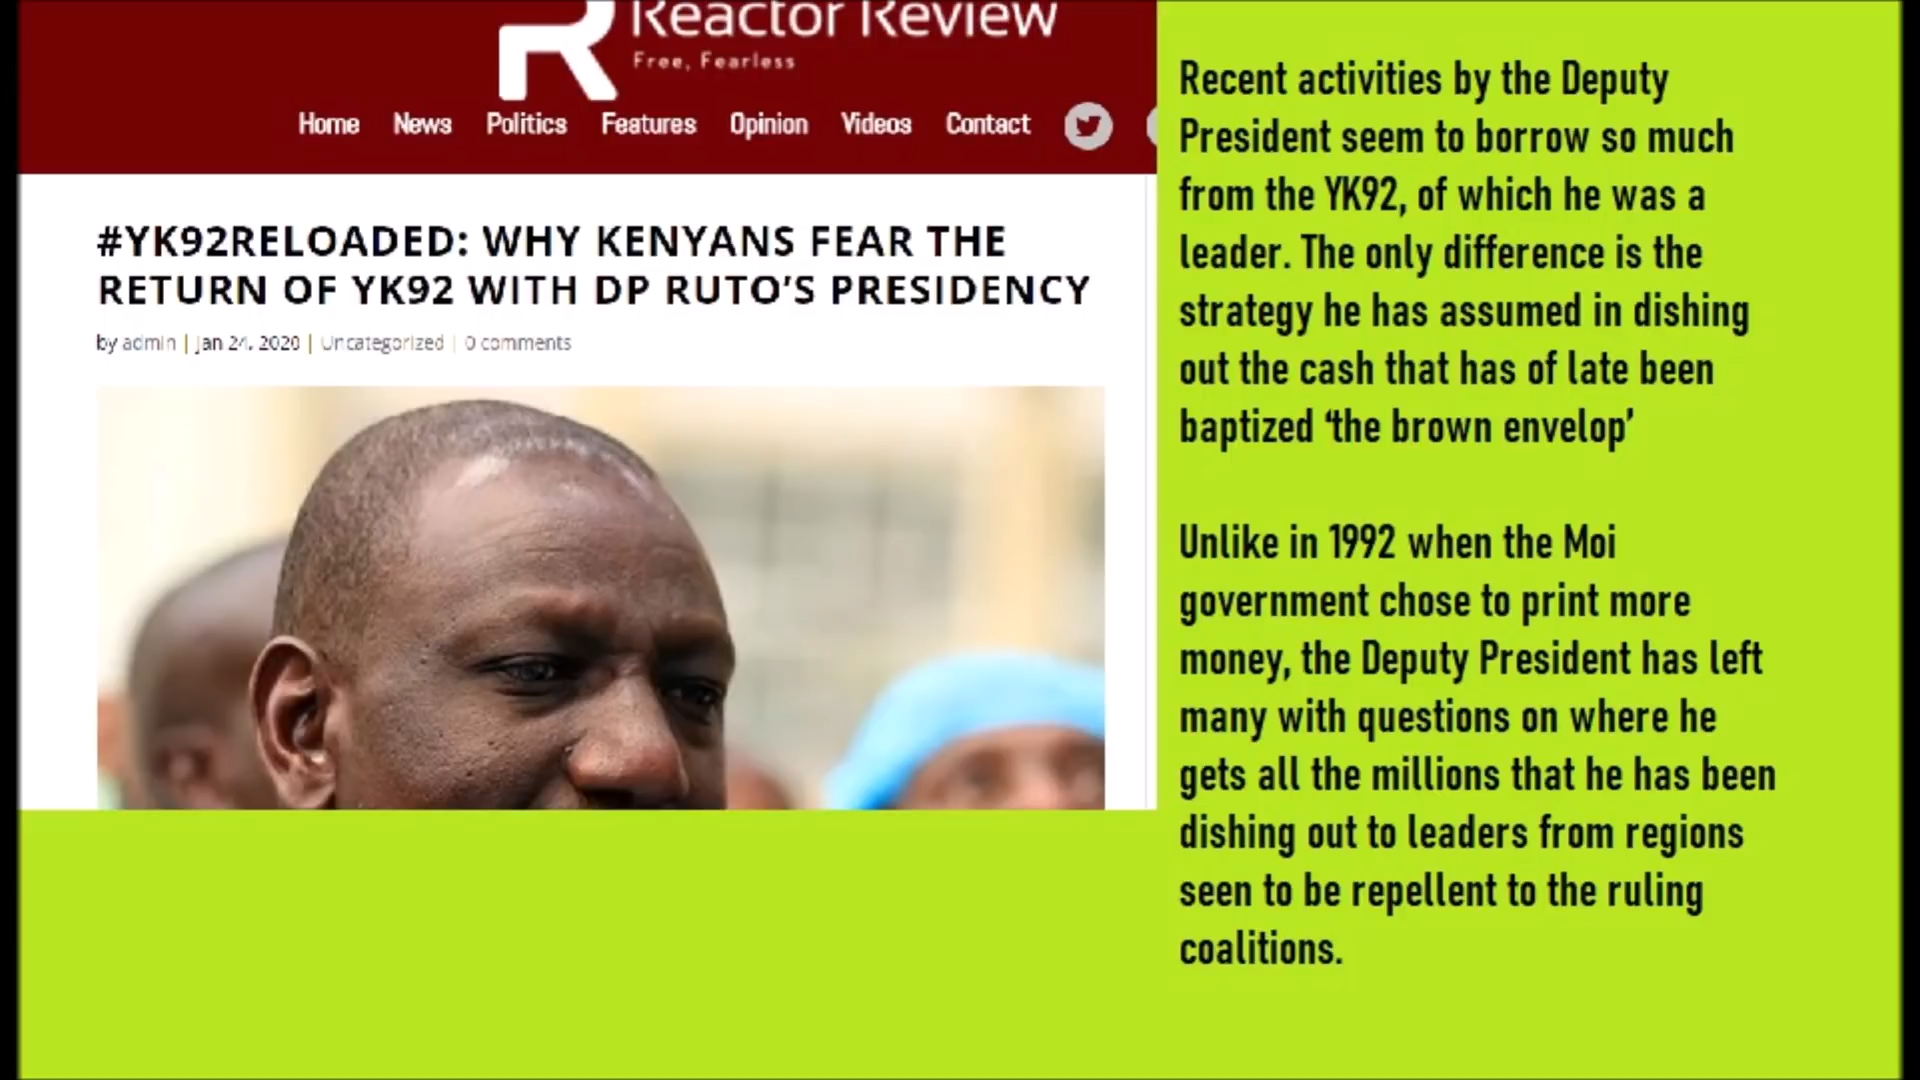 Reactor Review
Free, Fearless
Home News Politics Features Opinion Videos Contact
#YK92RELOADED: WHY KENYANS FEAR THE
RETURN OF YK92 WITH DP RUTO'S PRESIDENCY
by admin | Jan 24, 2020 | Uncategorized | 0 comments
Recent activities by the Deputy
President seem to borrow so much
from the YK92, of which he was a
leader. The only difference is the
strategy he has assumed in dishing
out the cash that has of late been
baptized ‘the brown envelop’
Unlike in 1992 when the Moi
government chose to print more
money, the Deputy President has left
many with questions on where he
gets all the millions that he has been
dishing out to leaders from regions
seen to be repellent to the ruling
coalitions.